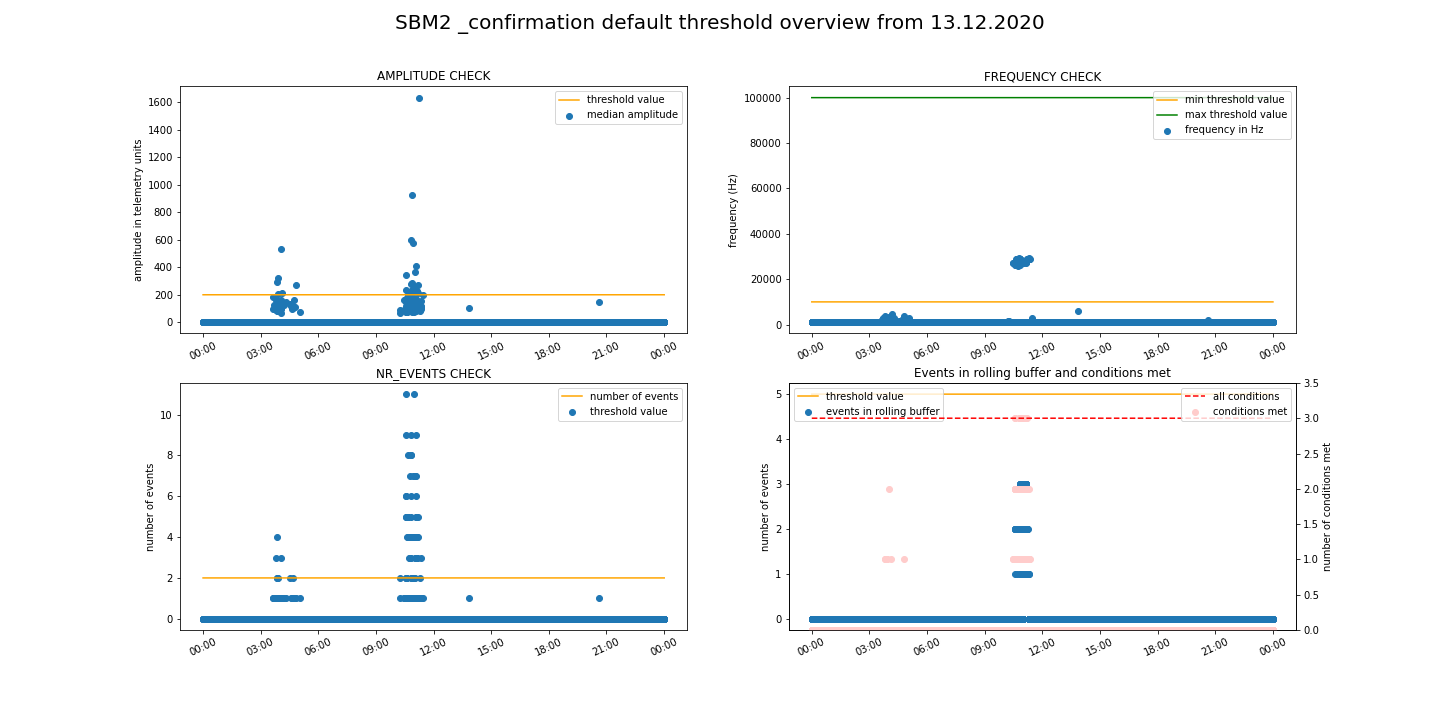 SBM2 _confirmation default threshold overview from 13.12.2020
AMPLITUDE CHECK
amplitude in telemetry units
1600
1400
1200
1000
800
600
400
200
0
threshold value
median amplitude
00:00 03:00 06:00 09:00 12:00 15:00 18:00 21:00 00:00
FREQUENCY CHECK
frequency (Hz)
100000
80000
60000
40000
20000
0
min threshold value
max threshold value
frequency in Hz
00:00 03:00 06:00 09:00 12:00 15:00 18:00 21:00 00:00
NR_EVENTS CHECK
number of events
10
8
6
4
2
0
number of events
threshold value
00:00 03:00 06:00 09:00 12:00 15:00 18:00 21:00 00:00
Events in rolling buffer and conditions met
number of events
5
4
3
2
1
0
threshold value
events in rolling buffer
all conditions
conditions met
3.5
3.0
2.5
2.0
1.5
1.0
0.5
0.0
number of conditions met
00:00 03:00 06:00 09:00 12:00 15:00 18:00 21:00 00:00